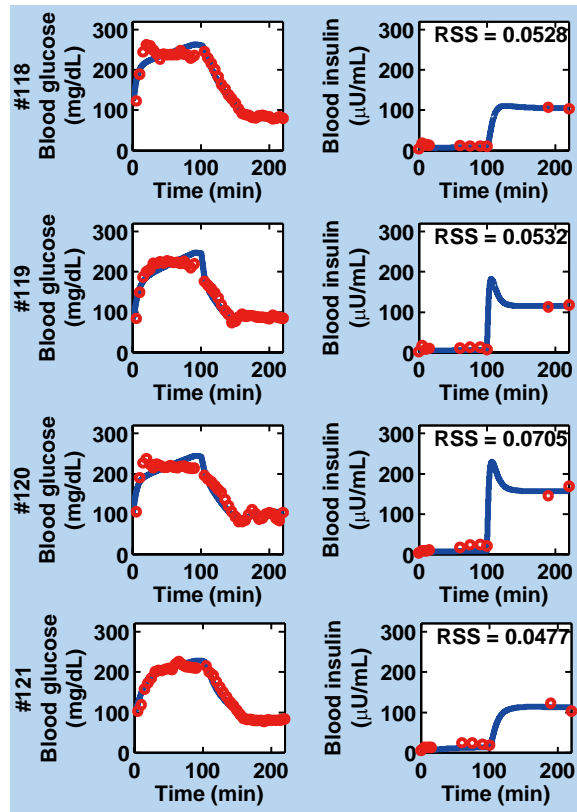 #118
Blood glucose
(mg/dL)
300
200
100
0
0 100 200
Time (min)
Blood insulin
(μU/mL)
300
200
100
0
RSS = 0.0528
0 100 200
Time (min)
#119
Blood glucose
(mg/dL)
300
200
100
0
0 100 200
Time (min)
Blood insulin
(μU/mL)
300
200
100
0
RSS = 0.0532
0 100 200
Time (min)
#120
Blood glucose
(mg/dL)
300
200
100
0
0 100 200
Time (min)
Blood insulin
(μU/mL)
300
200
100
0
RSS = 0.0705
0 100 200
Time (min)
#121
Blood glucose
(mg/dL)
300
200
100
0
0 100 200
Time (min)
Blood insulin
(μU/mL)
300
200
100
0
RSS = 0.0477
0 100 200
Time (min)